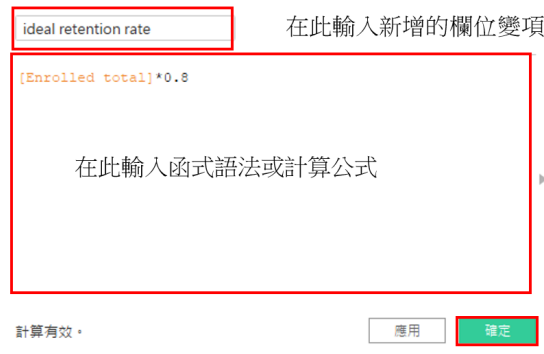 ideal retention rate
在此輸入新增的欄位變項
[Enrolled total]*0.8
在此輸入函式語法或計算公式
計算有效。
應用
確定